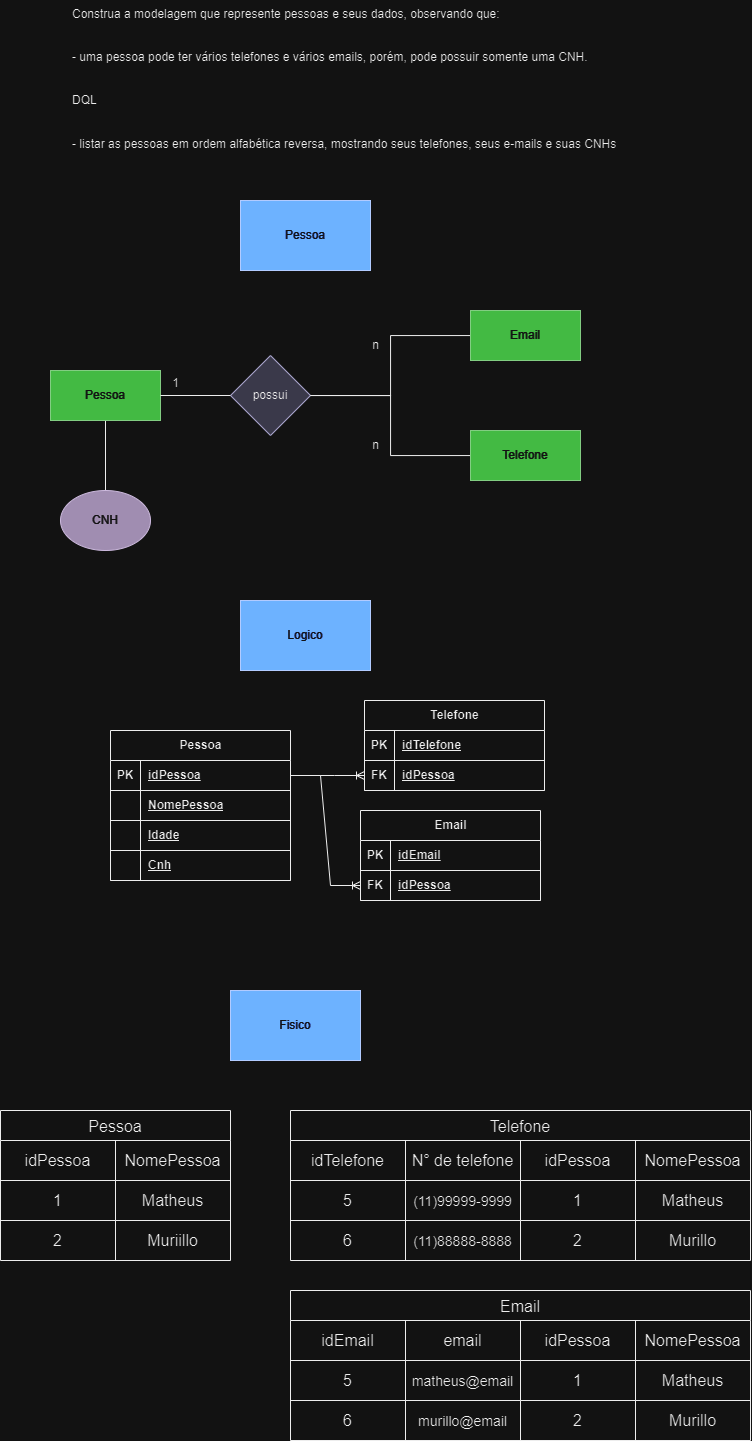 Construa a modelagem que represente pessoas e seus dados, observando que:
- uma pessoa pode ter vários telefones e vários emails, porém, pode possuir somente uma CNH.
DQL
- listar as pessoas em ordem alfabética reversa, mostrando seus telefones, seus e-mails e suas CNHs
Pessoa
Email
n
1
Pessoa
possui
n
Telefone
CNH
Logico
Telefone
PK idTelefone
FK idPessoa
Pessoa
PK idPessoa
NomePessoa
Idade
Cnh
Email
PK idEmail
FK idPessoa
Fisico
Pessoa
idPessoa NomePessoa
1 Matheus
2 Muriillo
Telefone
idTelefone N° de telefone idPessoa NomePessoa
5 (11)99999-9999 1 Matheus
6 (11)88888-8888 2 Murillo
Email
idEmail email idPessoa NomePessoa
5 matheus@email 1 Matheus
6 murillo@email 2 Murillo